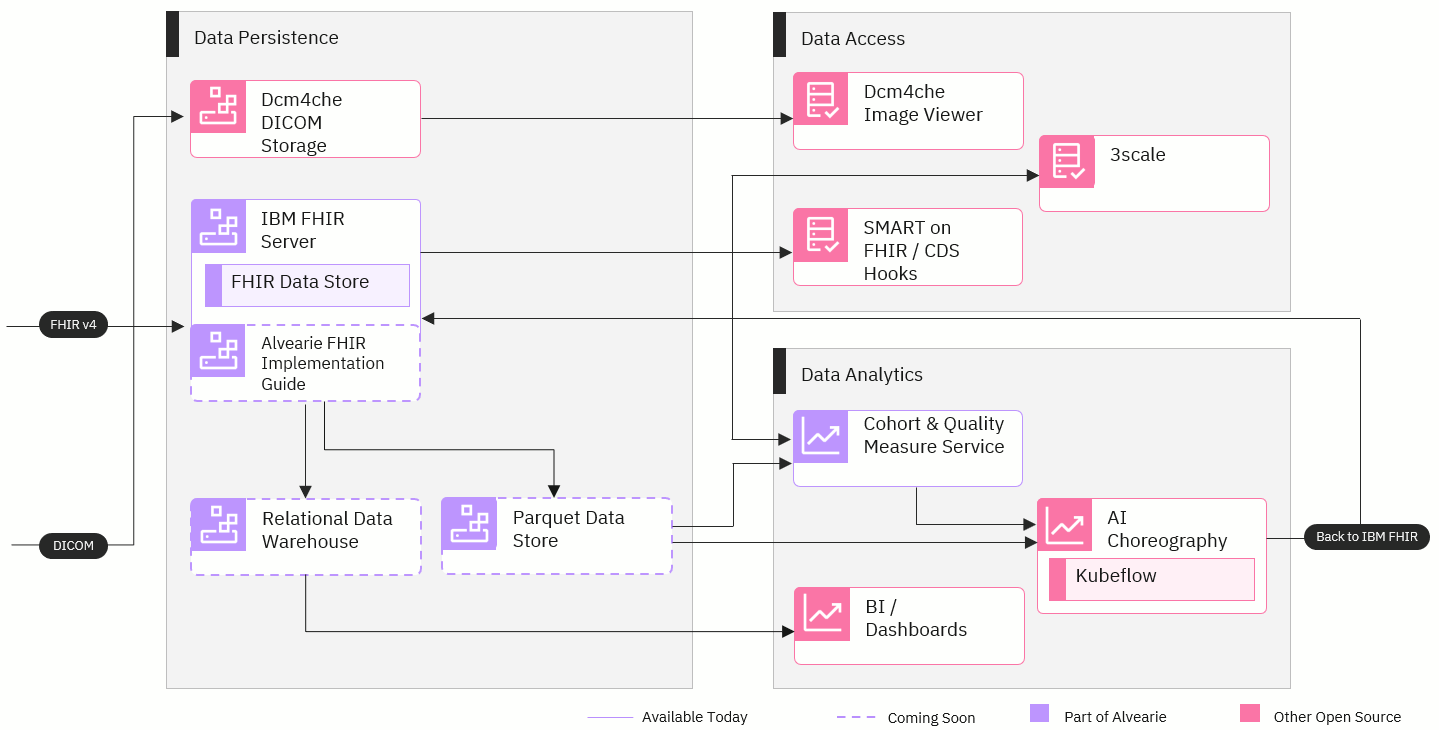 Data Persistence
Dcm4che
DICOM
Storage
IBM FHIR
Server
FHIR Data Store
FHIR v4
Alvearie FHIR
Implementation
Guide
DICOM
Relational Data
Warehouse
Parquet Data
Store
Data Access
Dcm4che
Image Viewer
3scale
SMART on
FHIR / CDS
Hooks
Data Analytics
Cohort & Quality
Measure Service
AI
Choreography
Kubeflow
Back to IBM FHIR
BI /
Dashboards
Available Today
Coming Soon
Part of Alvearie
Other Open Source